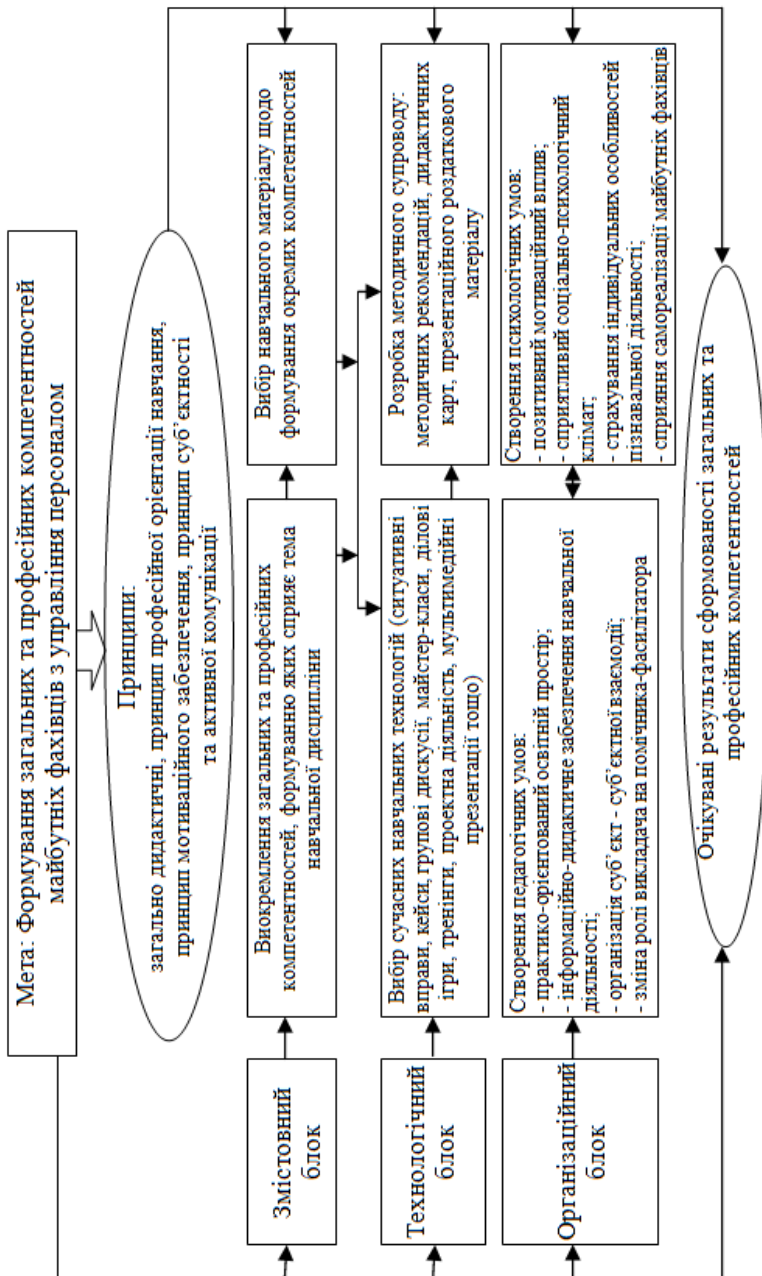 Мета: Формування загальних та професійних компетентностей
майбутніх фахівців з управління персоналом
Принципи:
загально дидактичні, принцип професійної орієнтації навчання,
принцип мотиваційного забезпечення, принцип суб’єктності
та активної комунікації
Змістовний
блок
Виокремлення загальних та професійних
компетентностей, формуванню яких сприяє тема
навчальної дисципліни
Вибір навчального матеріалу щодо
формування окремих компетентностей
Технологічний
блок
Вибір сучасних навчальних технологій (ситуативні
вправи, кейси, групові дискусії, майстер-класи, ділові
ігри, тренінги, проектна діяльність, мультимедійні
презентації тощо)
Розробка методичного супроводу:
методичних рекомендацій, дидактичних
карт, презентаційного роздаткового
матеріалу
Організаційний
блок
Створення педагогічних умов:
- практико-орієнтований освітній простір;
- інформаційно-дидактичне забезпечення навчальної
діяльності;
- організація суб’єкт - суб’єктної взаємодії;
- зміна ролі викладача на помічника-фасилітатора
Створення психологічних умов:
- позитивний мотиваційний вплив;
- сприятливий соціально-психологічний
клімат;
- страхування індивідуальних особливостей
пізнавальної діяльності;
- сприяння самореалізації майбутніх фахівців
Очікувані результати сформованості загальних та
професійних компетентностей